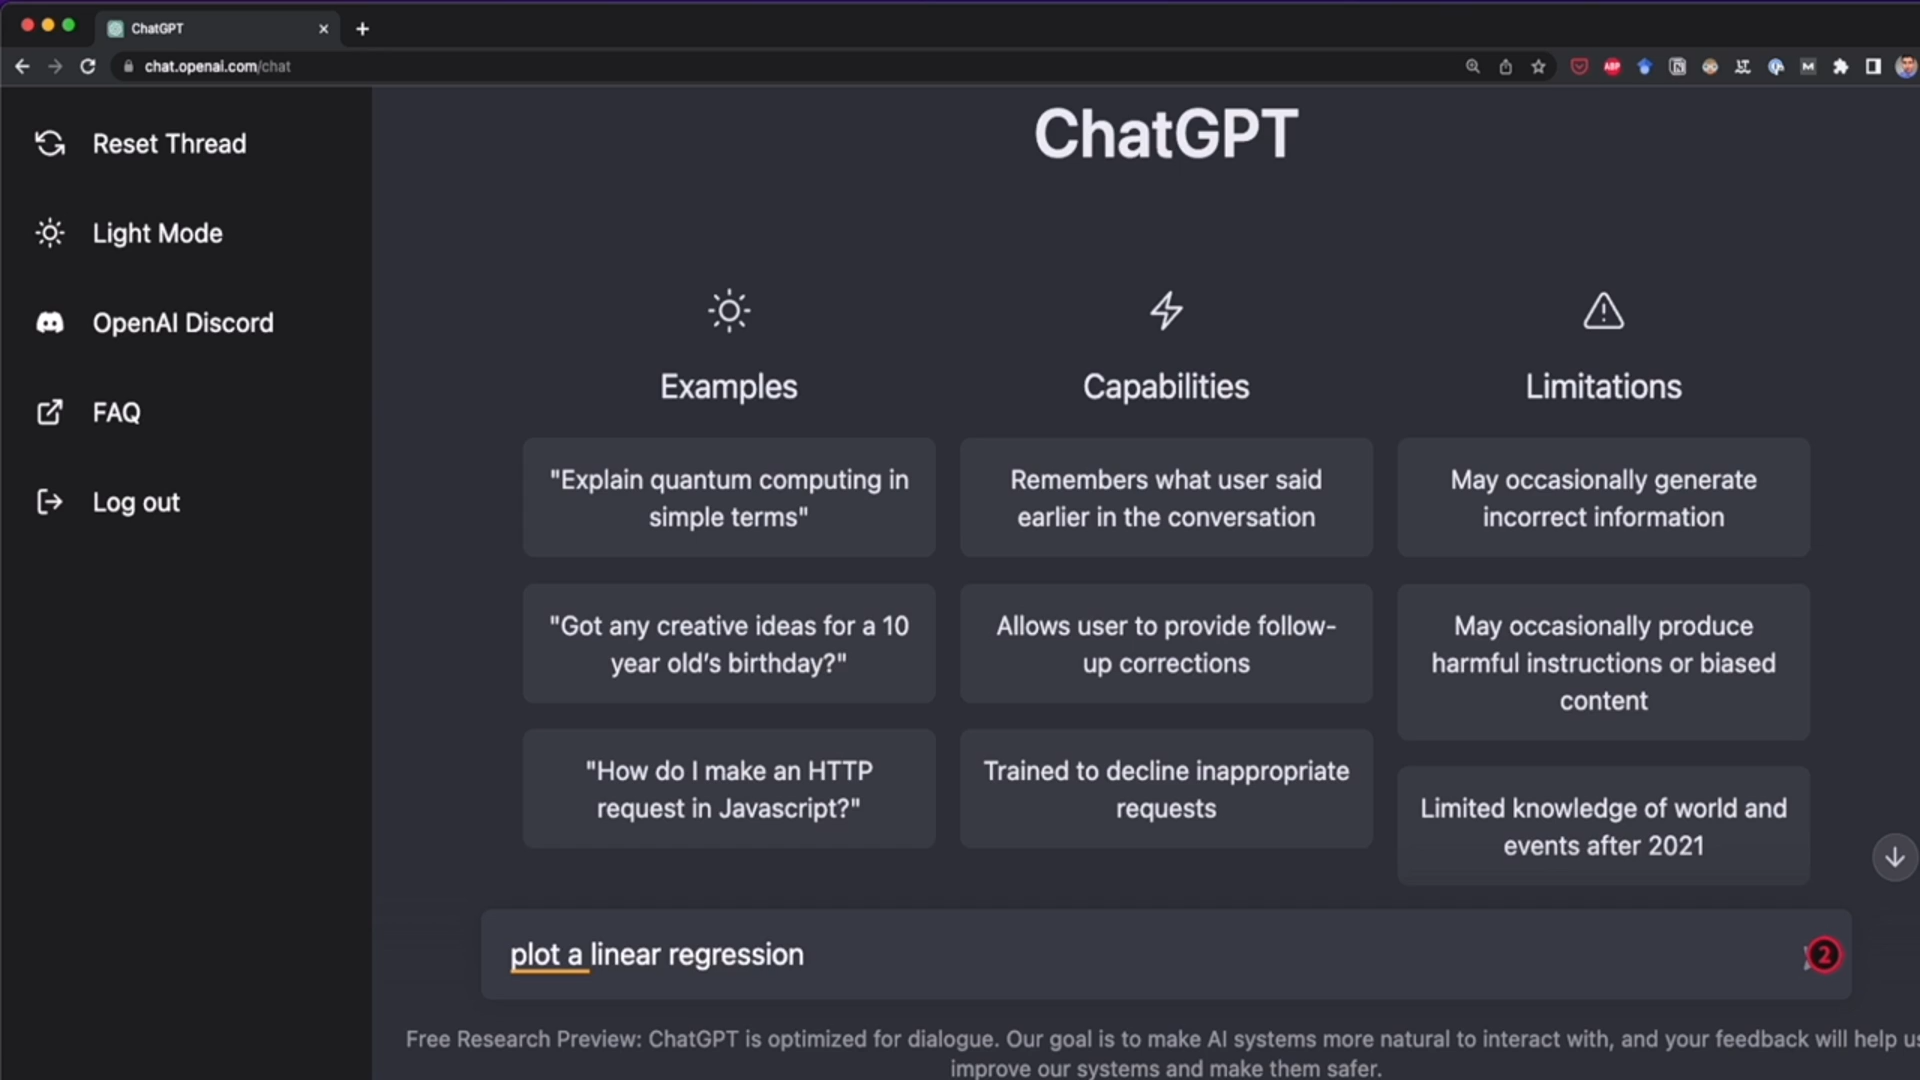 ChatGPT
chat.openai.com/chat
ABP
Reset Thread
Light Mode
OpenAI Discord
FAQ
Log out
ChatGPT
Examples
"Explain quantum computing in
simple terms"
"Got any creative ideas for a 10
year old's birthday?"
"How do I make an HTTP
request in Javascript?"
Capabilities
Remembers what user said
earlier in the conversation
Allows user to provide follow-
up corrections
Trained to decline inappropriate
requests
Limitations
May occasionally generate
incorrect information
May occasionally produce
harmful instructions or biased
content
Limited knowledge of world and
events after 2021
plot a linear regression
2
Free Research Preview: ChatGPT is optimized for dialogue. Our goal is to make AI systems more natural to interact with, and your feedback will help us
improve our systems and make them safer.